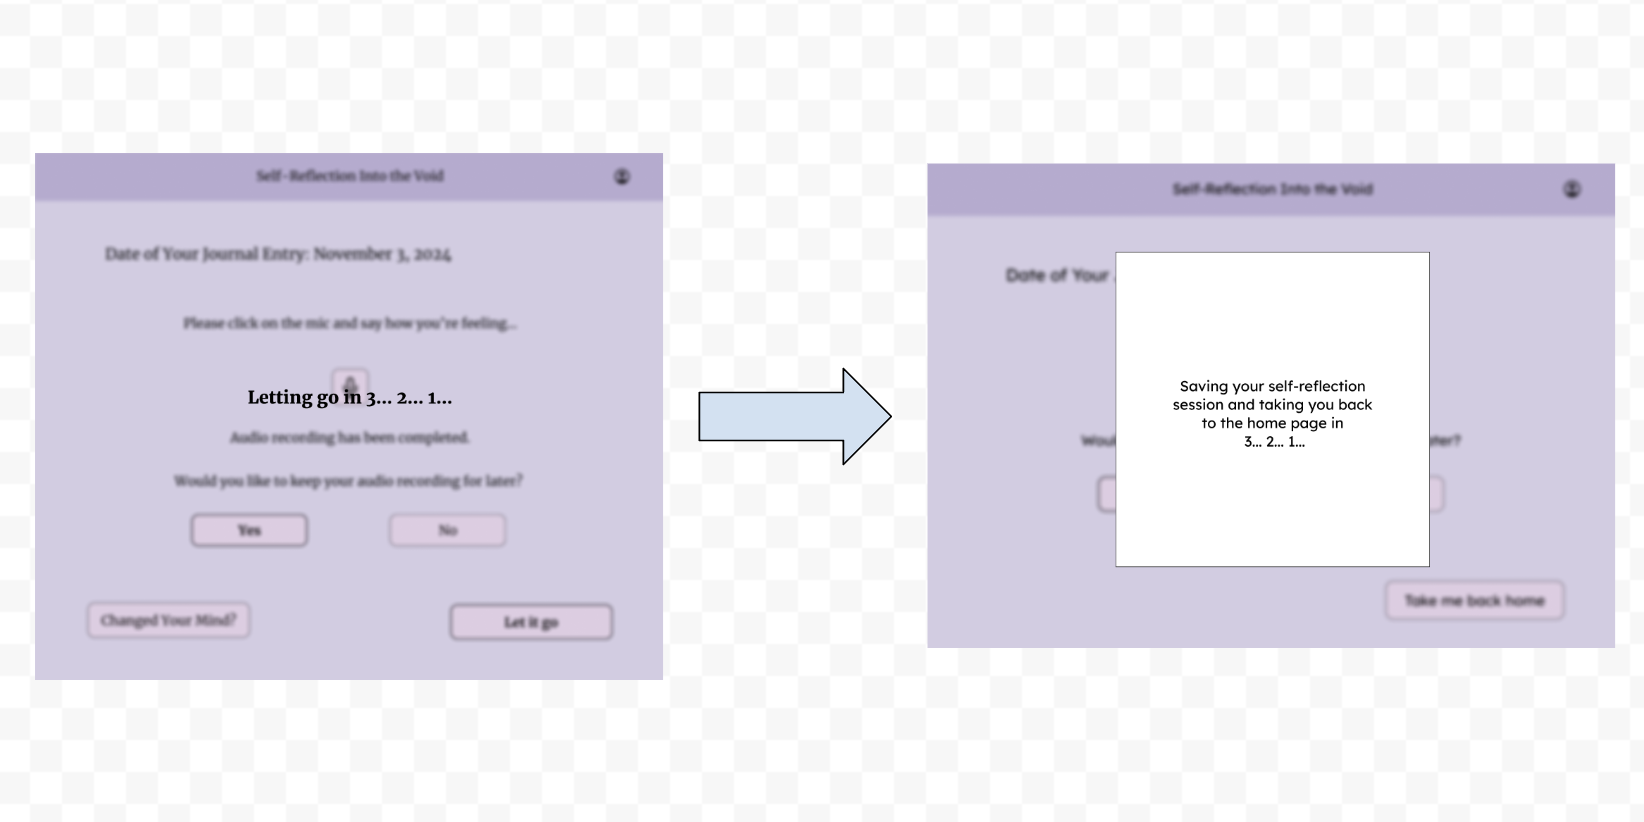 Self-Reflection Into the Void
Date of Your Journal Entry: November 3, 2024
Please click on the mic and say how you're feeling...
Letting go in 3... 2... 1...
Audio recording has been completed.
Would you like to keep your audio recording for later?
Yes
No
Changed Your Mind?
Let it go
Self-Reflection Into the Void
Date of Your
Saving your self-reflection
session and taking you back
to the home page in
3... 2... 1...
Take me back home